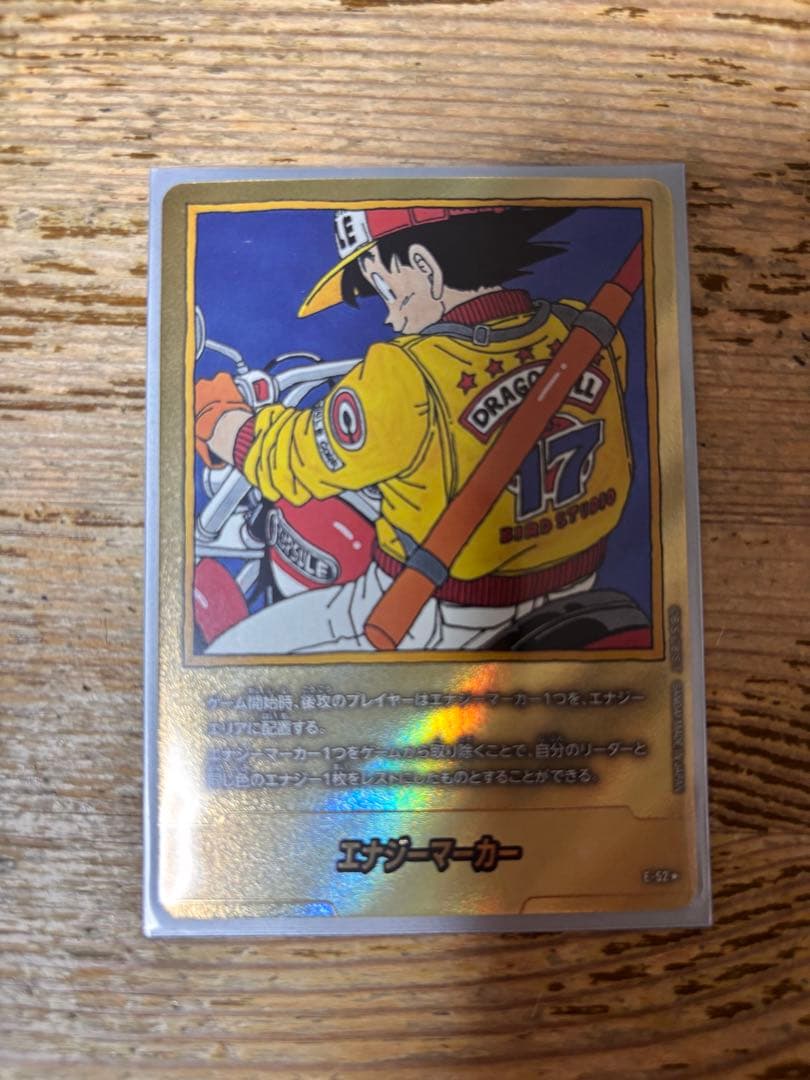 LE
DRAGO
17
BIRD STUDIO
CAPSULE
ゲーム開始時、後攻のプレイヤーはエナジーマーカー1つを、エナジー
エリアに配置する。
エナジーマーカー1つをゲームから取り除くことで、自分のリーダーと
同じ色のエナジー1枚をレストにしたものとすることができる。
エナジーマーカー
E-52★